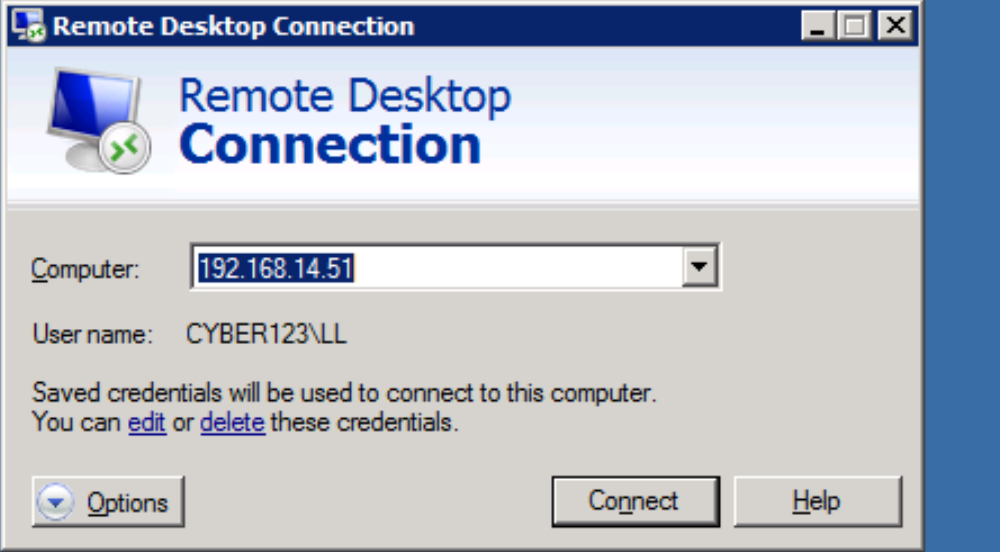 Remote Desktop Connection
Remote Desktop
Connection
Computer: 192.168.14.51
User name: CYBER123\LL
Saved credentials will be used to connect to this computer.
You can edit or delete these credentials.
Options Connect Help